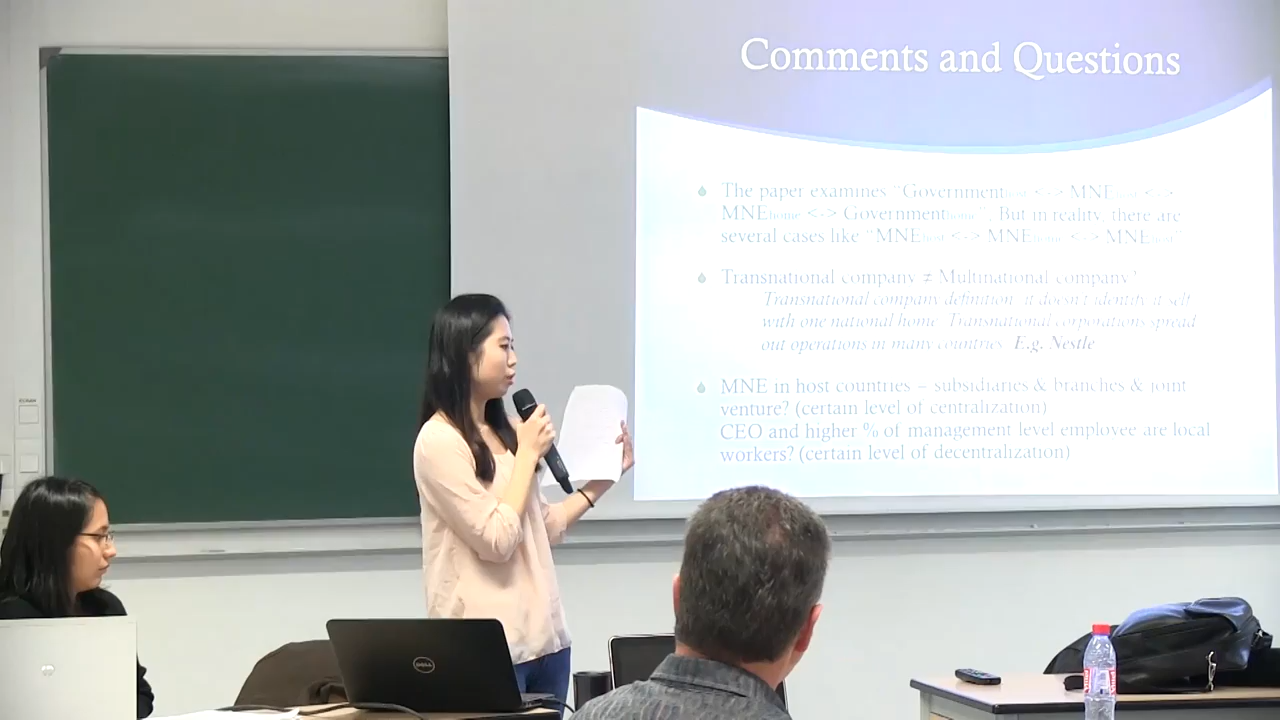 Comments and Questions
The paper examines "Governmenthost <-> MNEhost <->
MNEhome <-> Governmenthome". But in reality, there are
several cases like "MNEhost <-> MNEhome <-> MNEhost"
Transnational company ≠ Multinational company?
Transnational company definition: it doesn't identify it self
with one national home. Transnational corporations spread
out operations in many countries. E.g. Nestle
MNE in host countries – subsidiaries & branches & joint
venture? (certain level of centralization)
CEO and higher % of management level employee are local
workers? (certain level of decentralization)
DELL
hp